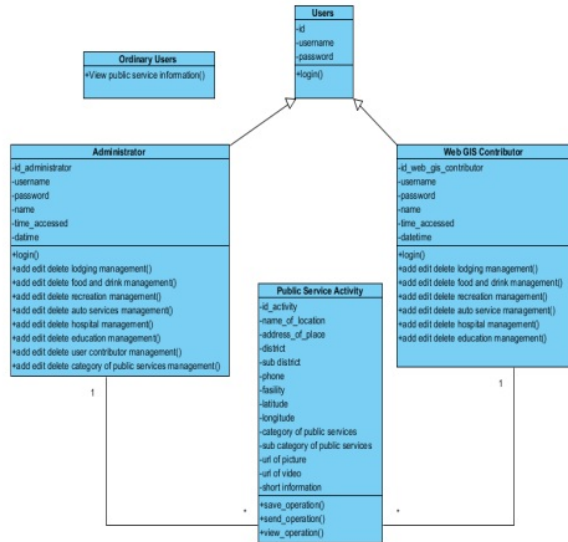 Users
-id
-username
-password
+login()
Ordinary Users
+View public service information()
Administrator
-id_administrator
-username
-password
-name
-time_accessed
-datime
+login()
+add edit delete lodging management()
+add edit delete food and drink management()
+add edit delete recreation management()
+add edit delete auto services management()
+add edit delete hospital management()
+add edit delete education management()
+add edit delete user contributor management()
+add edit delete category of public services management()
Web GIS Contributor
-id_web_gis_contributor
-username
-password
-name
-time_accessed
-datetime
+login()
+add edit delete lodging management()
+add edit delete food and drink management()
+add edit delete recreation management()
+add edit delete auto service management()
+add edit delete hospital management()
+add edit delete education management()
Public Service Activity
-id_activity
-name_of_location
-address_of_place
-district
-sub district
-phone
-fasility
-latitude
-longitude
-category of public services
-sub category of public services
-url of picture
-url of video
-short information
+save_operation()
+send_operation()
+view_operation()
1
1
*
*